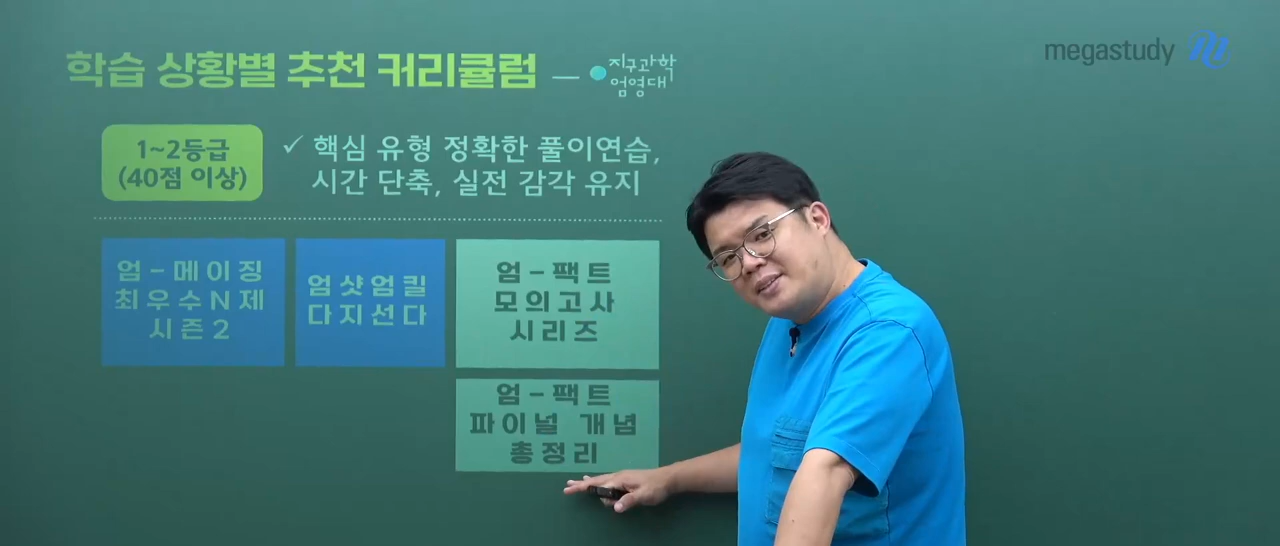 학습 상황별 추천 커리큘럼 — 지구과학
엄영대
megastudy
1~2등급
(40점 이상)
✓ 핵심 유형 정확한 풀이연습,
시간 단축, 실전 감각 유지
엄-메이징
최우수N제
시즌2
엄샷엄킬
다지선다
엄-팩트
모의고사
시리즈
엄-팩트
파이널 개념
총정리